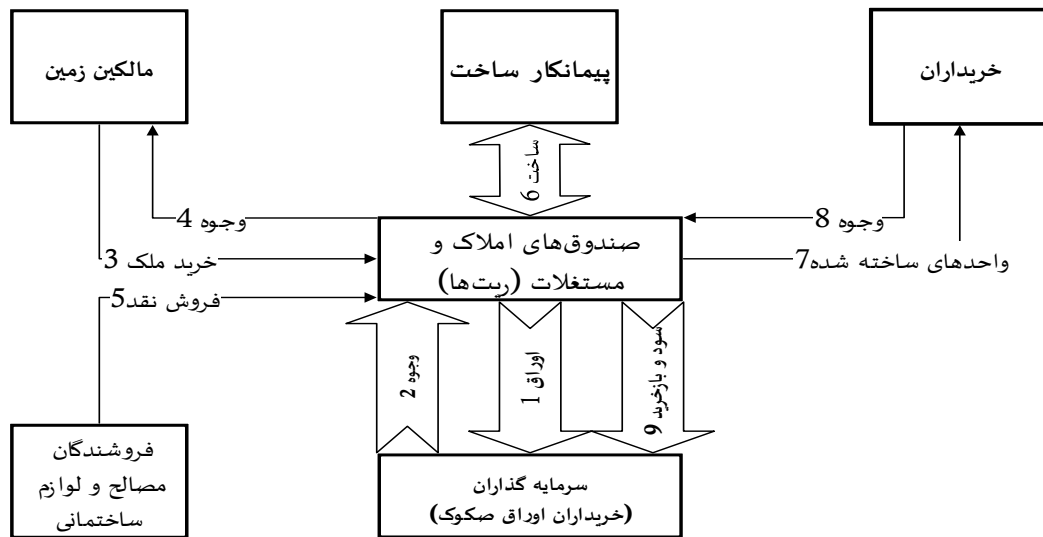 مالکین زمین
پیمانکار ساخت
خریداران
ساخت 6
وجوه 4
وجوه 8
صندوق‌های املاک و
مستغلات (ریت‌ها)
خرید ملک 3
واحدهای ساخته شده7
فروش نقد5
وجوه 2
اوراق 1
سود و بازخرید 9
فروشندگان
مصالح و لوازم
ساختمانی
سرمایه گذاران
(خریداران اوراق صکوک)